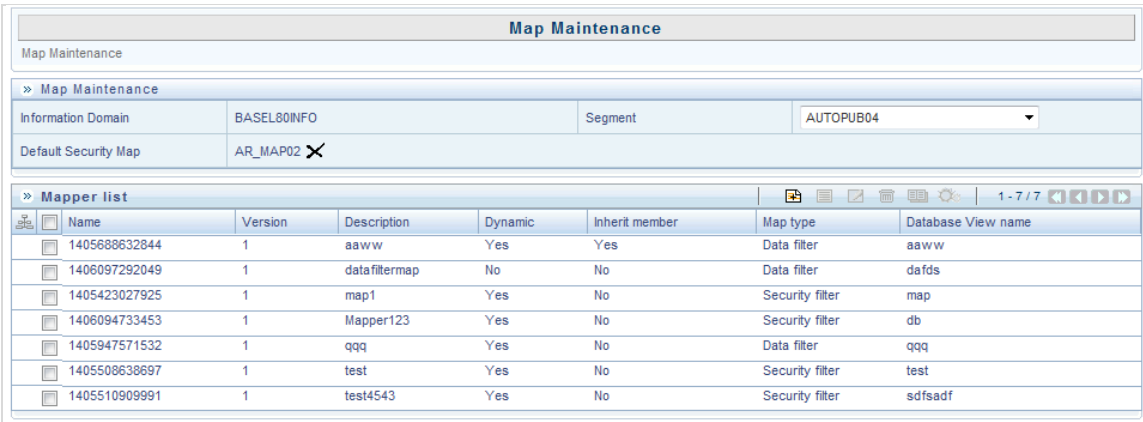 Map Maintenance
Map Maintenance
» Map Maintenance
Information Domain BASEL80INFO Segment AUTOPUB04
Default Security Map AR_MAP02
» Mapper list 1 - 7 / 7
Name Version Description Dynamic Inherit member Map type Database View name
1405688632844 1 aaww Yes Yes Data filter aaww
1406097292049 1 datafiltermap No No Data filter dafds
1405423027925 1 map1 Yes No Security filter map
1406094733453 1 Mapper123 Yes No Security filter db
1405947571532 1 qqq Yes No Data filter qqq
1405508638697 1 test Yes No Security filter test
1405510909991 1 test4543 Yes No Security filter sdfsadf